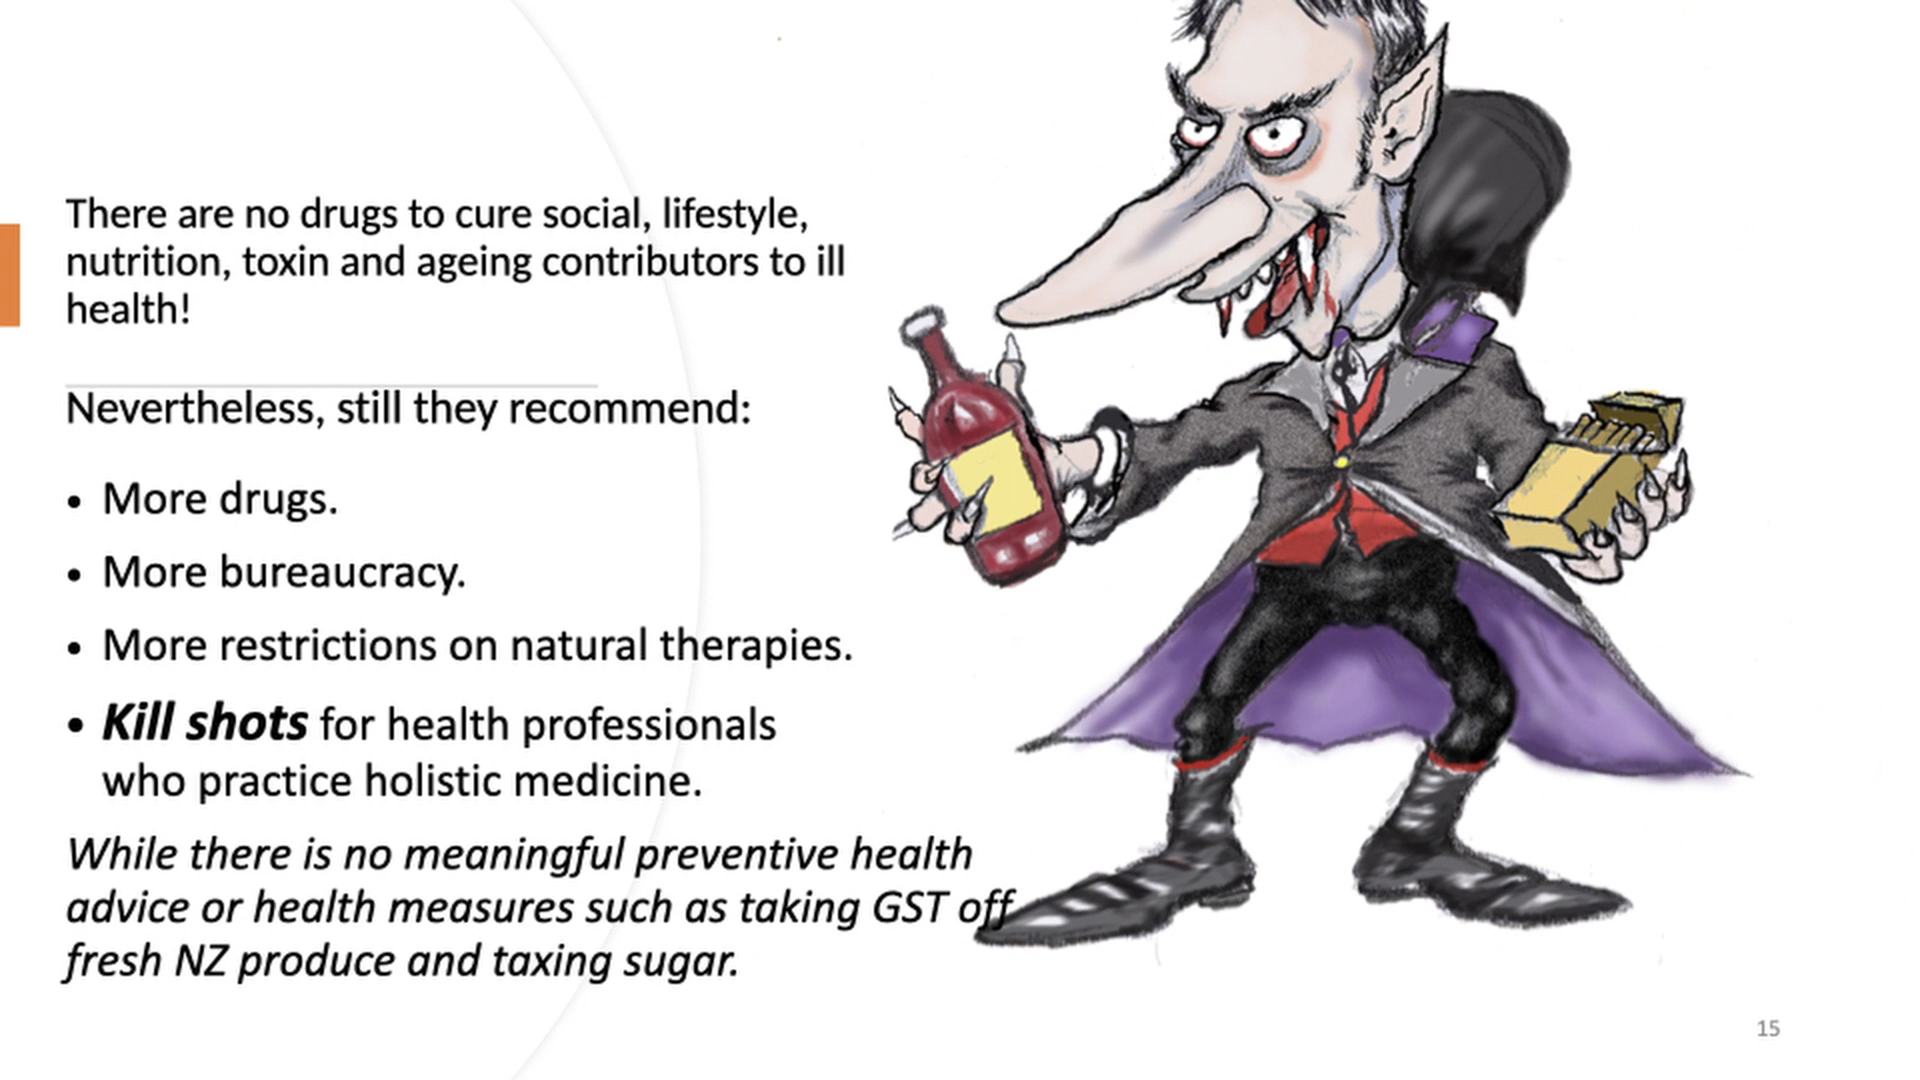 There are no drugs to cure social, lifestyle,
nutrition, toxin and ageing contributors to ill
health!
Nevertheless, still they recommend:
• More drugs.
• More bureaucracy.
• More restrictions on natural therapies.
• Kill shots for health professionals
who practice holistic medicine.
While there is no meaningful preventive health
advice or health measures such as taking GST off
fresh NZ produce and taxing sugar.
15